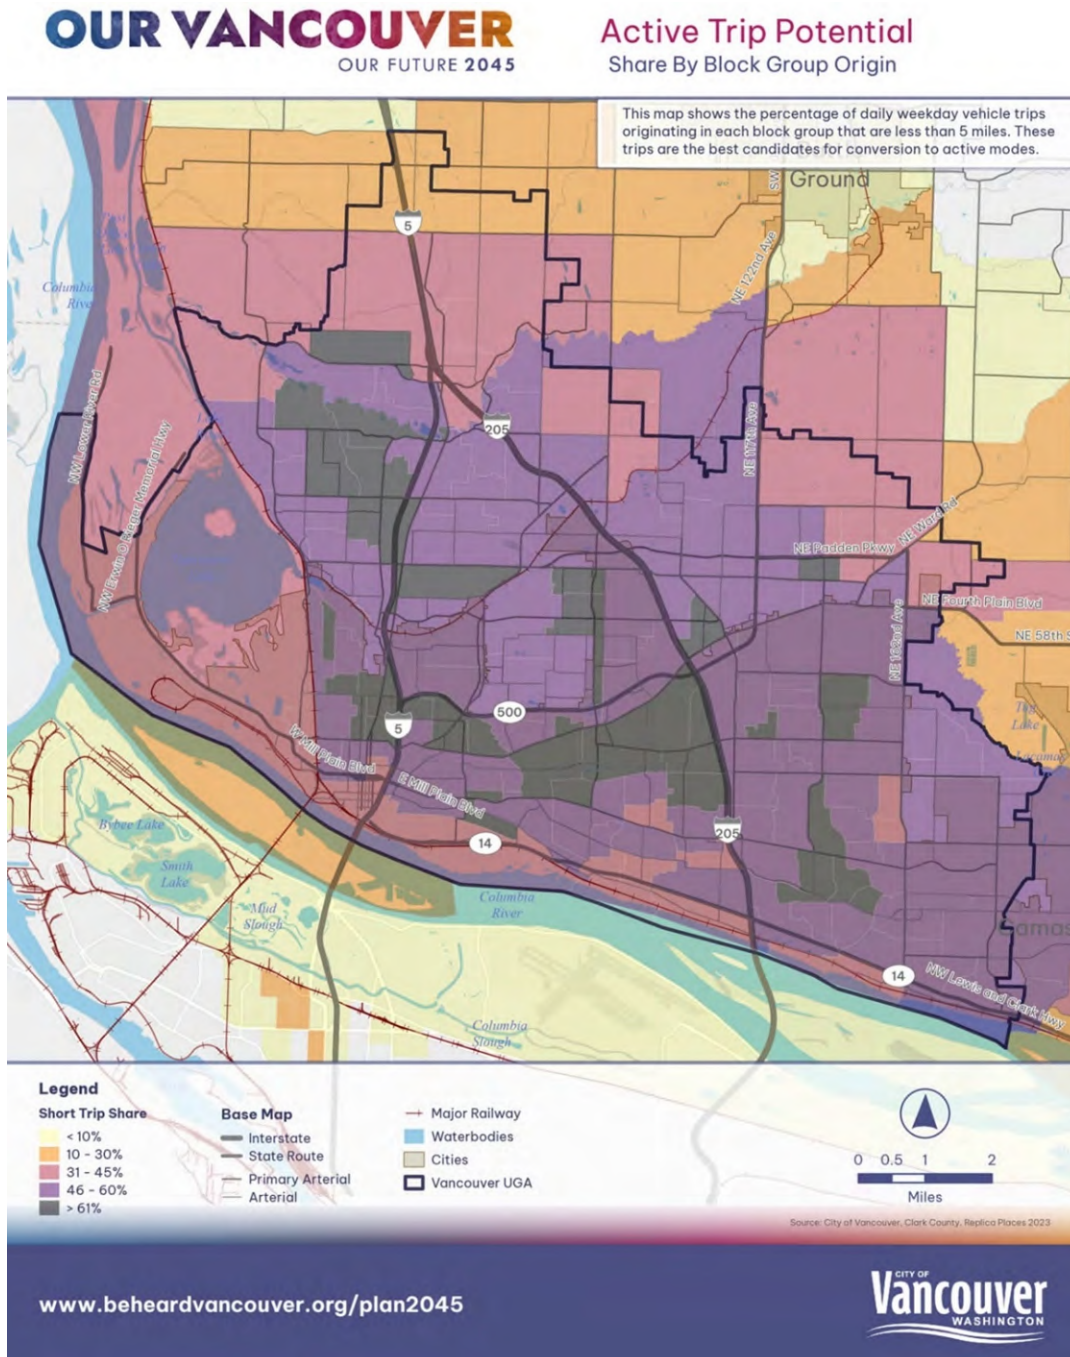 OUR VANCOUVER
OUR FUTURE 2045
Active Trip Potential
Share By Block Group Origin
This map shows the percentage of daily weekday vehicle trips
originating in each block group that are less than 5 miles. These
trips are the best candidates for conversion to active modes.
Ground
SW
5
NE 122nd Ave
Columbia
River
NW Lower River Rd
205
NE 117th Ave
NE Ward Rd
NE Padden Pkwy
NE Fourth Plain Blvd
NE 162nd Ave
NE 58th S
Lake
500
5
W Mill Plain Blvd
E Mill Plain Blvd
Bybee Lake
14
205
Smith
Lake
Columbia
River
Mud
Slough
Camas
14
NW Lewis and Clark Hwy
Columbia
Slough
Legend
Short Trip Share
< 10%
10 - 30%
31 - 45%
46 - 60%
> 61%
Base Map
Interstate
State Route
Primary Arterial
Arterial
Major Railway
Waterbodies
Cities
Vancouver UGA
0 0.5 1 2
Miles
Source: City of Vancouver, Clark County, Replica Places 2023
www.beheardvancouver.org/plan2045
CITY OF
Vancouver
WASHINGTON